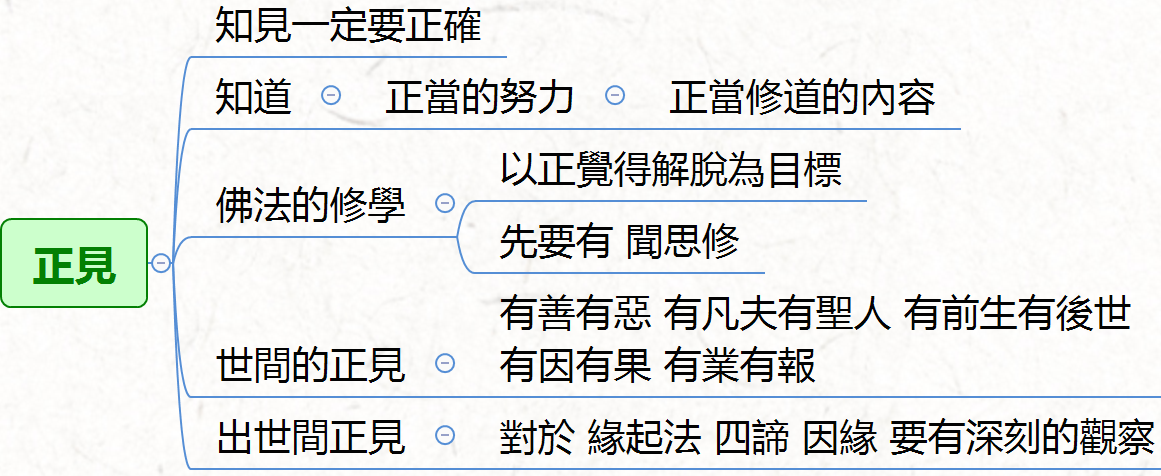 正見
知見一定要正確
知道 正當的努力 正當修道的內容
佛法的修學
以正覺得解脫為目標
先要有 聞思修
世間的正見
有善有惡 有凡夫有聖人 有前生有後世
有因有果 有業有報
出世間正見 對於 緣起法 四諦 因緣 要有深刻的觀察